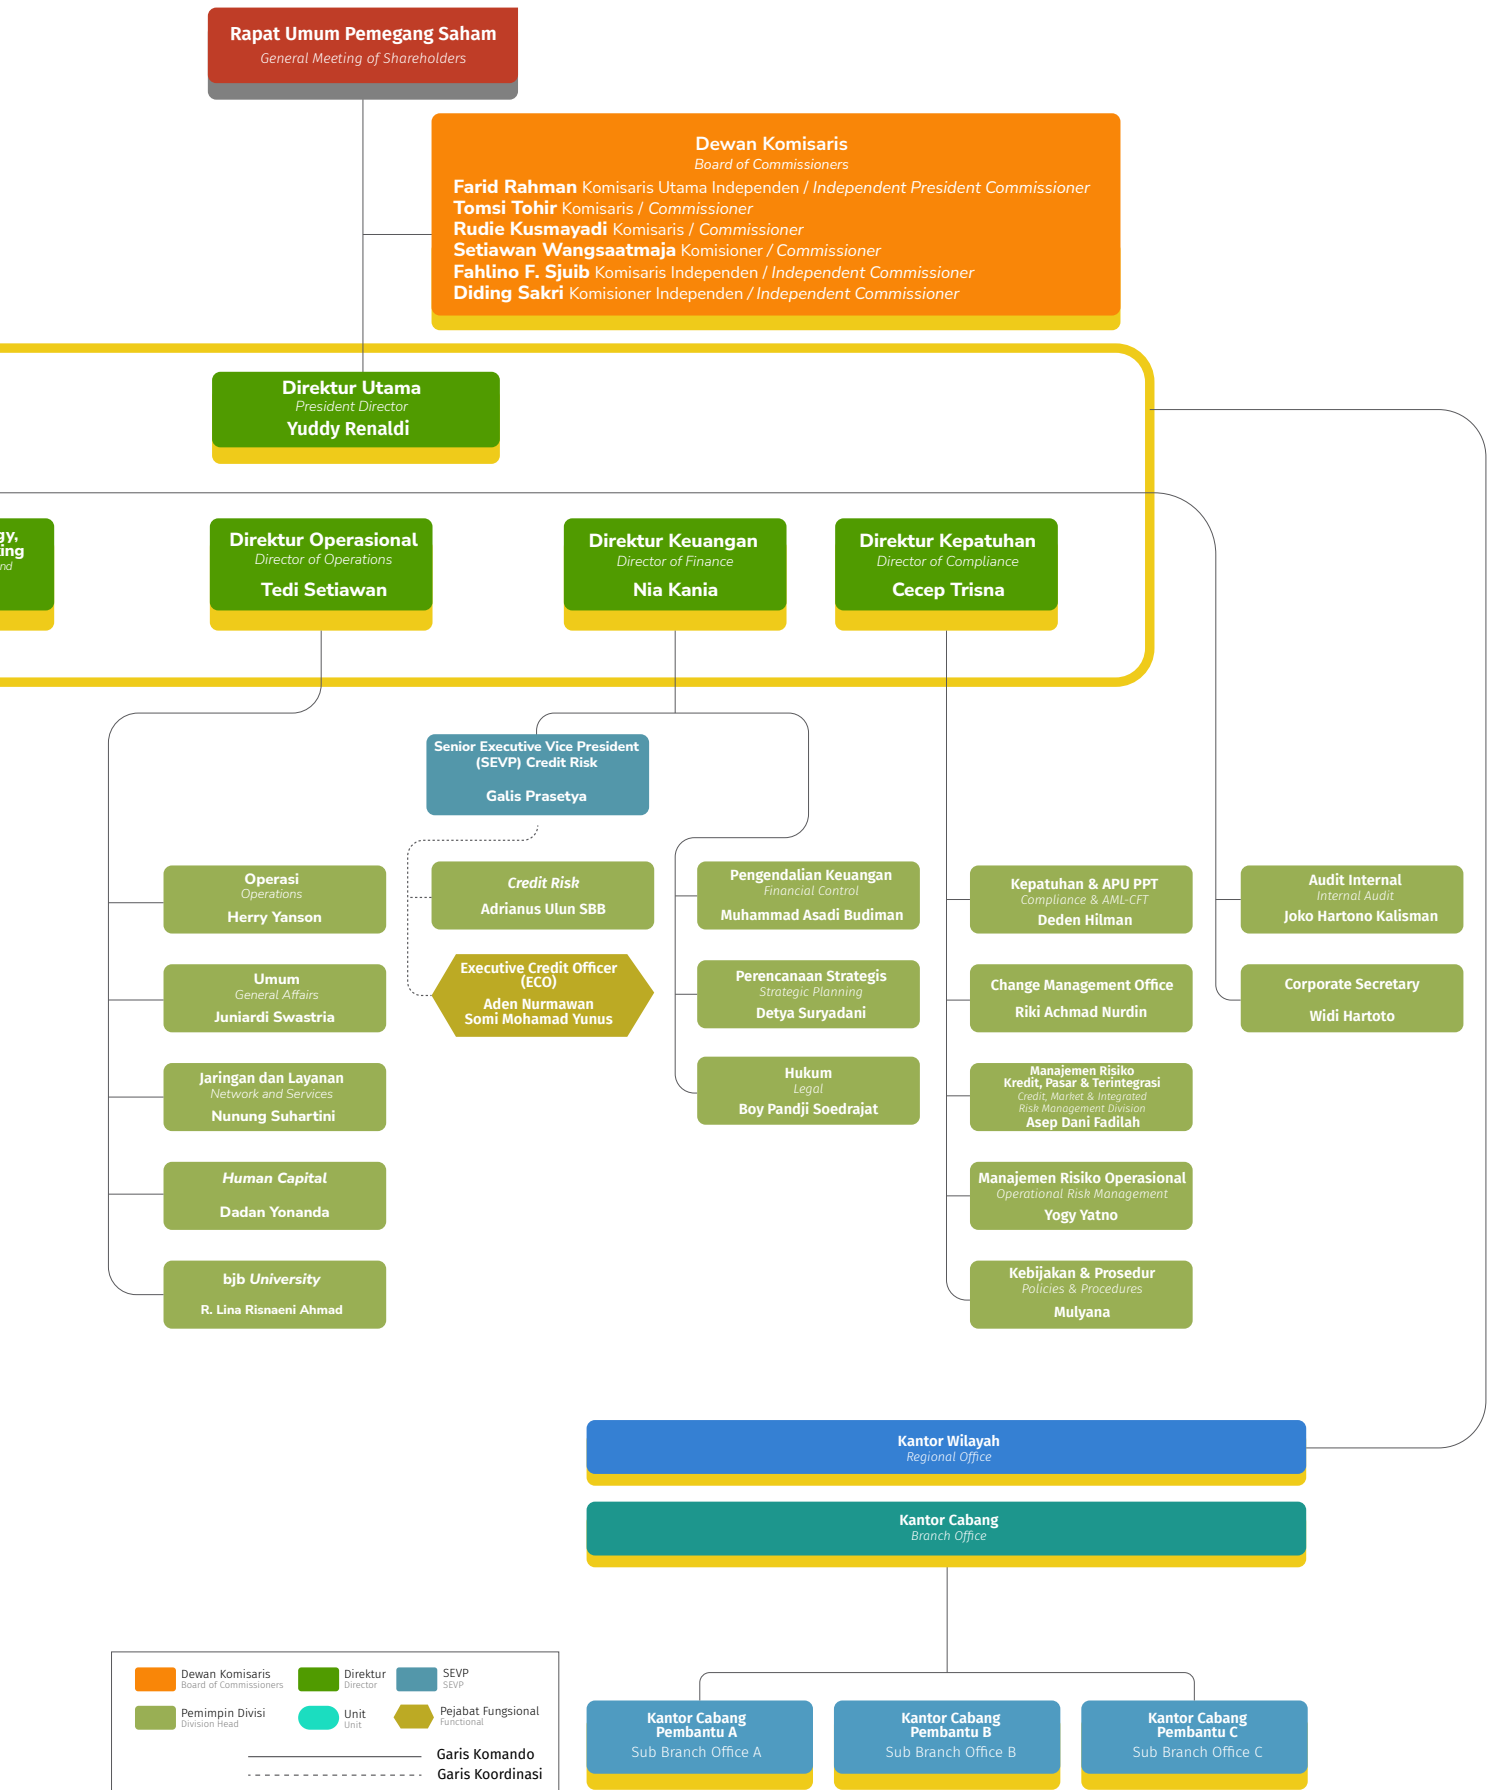 Rapat Umum Pemegang Saham
General Meeting of Shareholders
Dewan Komisaris
Board of Commissioners
Farid Rahman Komisaris Utama Independen / Independent President Commissioner
Tomsi Tohir Komisaris / Commissioner
Rudie Kusmayadi Komisaris / Commissioner
Setiawan Wangsaatmaja Komisioner / Commissioner
Fahlino F. Sjuib Komisaris Independen / Independent Commissioner
Diding Sakri Komisioner Independen / Independent Commissioner
Direktur Utama
President Director
Yuddy Renaldi
Direktur Operasional
Director of Operations
Tedi Setiawan
Direktur Keuangan
Director of Finance
Nia Kania
Direktur Kepatuhan
Director of Compliance
Cecep Trisna
Senior Executive Vice President
(SEVP) Credit Risk
Galis Prasetya
Operasi
Operations
Herry Yanson
Umum
General Affairs
Juniardi Swastria
Jaringan dan Layanan
Network and Services
Nunung Suhartini
Human Capital
Dadan Yonanda
bjb University
R. Lina Risnaeni Ahmad
Credit Risk
Adrianus Ulun SBB
Executive Credit Officer
(ECO)
Aden Nurmawan
Somi Mohamad Yunus
Pengendalian Keuangan
Financial Control
Muhammad Asadi Budiman
Perencanaan Strategis
Strategic Planning
Detya Suryadani
Hukum
Legal
Boy Pandji Soedrajat
Kepatuhan & APU PPT
Compliance & AML-CFT
Deden Hilman
Change Management Office
Riki Achmad Nurdin
Manajemen Risiko
Kredit, Pasar & Terintegrasi
Credit, Market & Integrated
Risk Management Division
Asep Dani Fadilah
Manajemen Risiko Operasional
Operational Risk Management
Yogy Yatno
Kebijakan & Prosedur
Policies & Procedures
Mulyana
Audit Internal
Internal Audit
Joko Hartono Kalisman
Corporate Secretary
Widi Hartoto
Kantor Wilayah
Regional Office
Kantor Cabang
Branch Office
Kantor Cabang
Pembantu A
Sub Branch Office A
Kantor Cabang
Pembantu B
Sub Branch Office B
Kantor Cabang
Pembantu C
Sub Branch Office C
Dewan Komisaris
Board of Commissioners
Direktur
Director
SEVP
SEVP
Pemimpin Divisi
Division Head
Unit
Unit
Pejabat Fungsional
Functional
Garis Komando
Garis Koordinasi